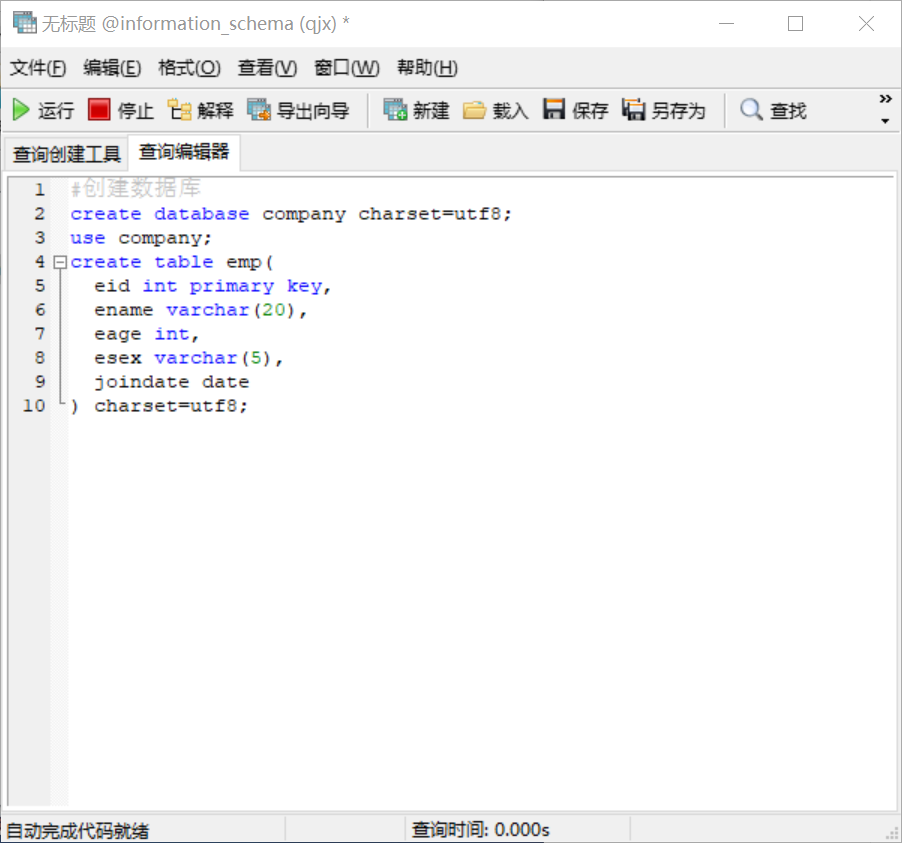 无标题 @information_schema (qjx) *
文件(F) 编辑(E) 格式(O) 查看(V) 窗口(W) 帮助(H)
运行 停止 解释 导出向导 新建 载入 保存 另存为 查找 »
查询创建工具 查询编辑器
1 #创建数据库
2 create database company charset=utf8;
3 use company;
4 create table emp(
5 eid int primary key,
6 ename varchar(20),
7 eage int,
8 esex varchar(5),
9 joindate date
10 ) charset=utf8;
自动完成代码就绪 查询时间: 0.000s